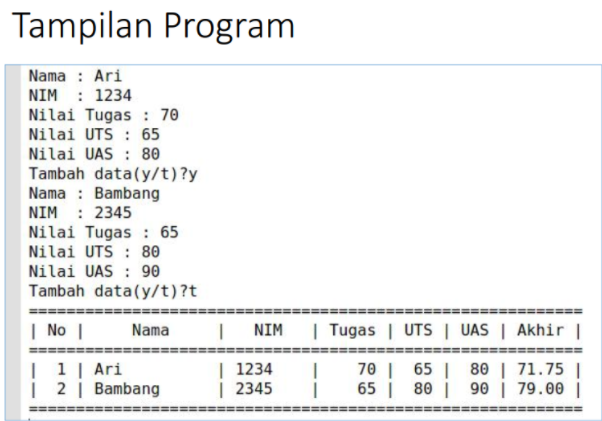 Tampilan Program
Nama : Ari
NIM  : 1234
Nilai Tugas : 70
Nilai UTS : 65
Nilai UAS : 80
Tambah data(y/t)?y
Nama : Bambang
NIM  : 2345
Nilai Tugas : 65
Nilai UTS : 80
Nilai UAS : 90
Tambah data(y/t)?t
===========================================================
| No |     Nama     |   NIM   | Tugas | UTS | UAS | Akhir |
===========================================================
|  1 | Ari          | 1234    |    70 |  65 |  80 | 71.75 |
|  2 | Bambang      | 2345    |    65 |  80 |  90 | 79.00 |
===========================================================